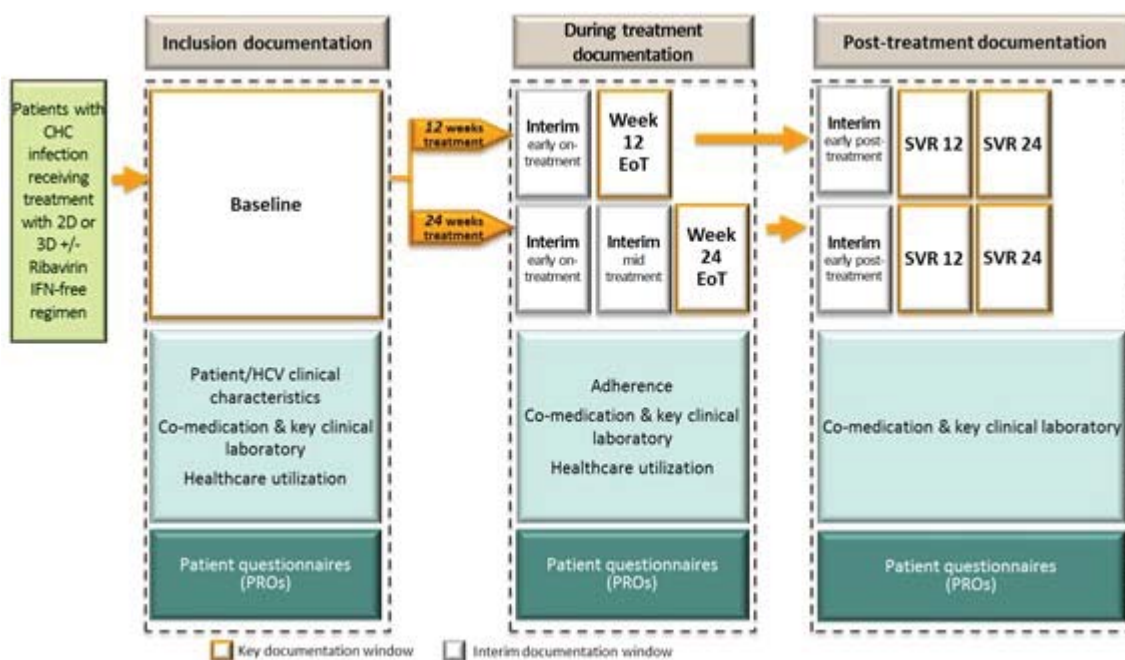 Inclusion documentation
During treatment
documentation
Post-treatment documentation
Patients with
CHC
infection
receiving
treatment
with 2D or
3D +/-
Ribavirin
IFN-free
regimen
Baseline
12 weeks
treatment
24 weeks
treatment
Interim
early on-
treatment
Week
12
EoT
Interim
early on-
treatment
Interim
mid
treatment
Week
24
EoT
Interim
early post-
treatment
SVR 12
SVR 24
Interim
early post-
treatment
SVR 12
SVR 24
Patient/HCV clinical
characteristics
Co-medication & key clinical
laboratory
Healthcare utilization
Adherence
Co-medication & key clinical
laboratory
Healthcare utilization
Co-medication & key clinical laboratory
Patient questionnaires
(PROs)
Patient questionnaires
(PROs)
Patient questionnaires
(PROs)
Key documentation window
Interim documentation window